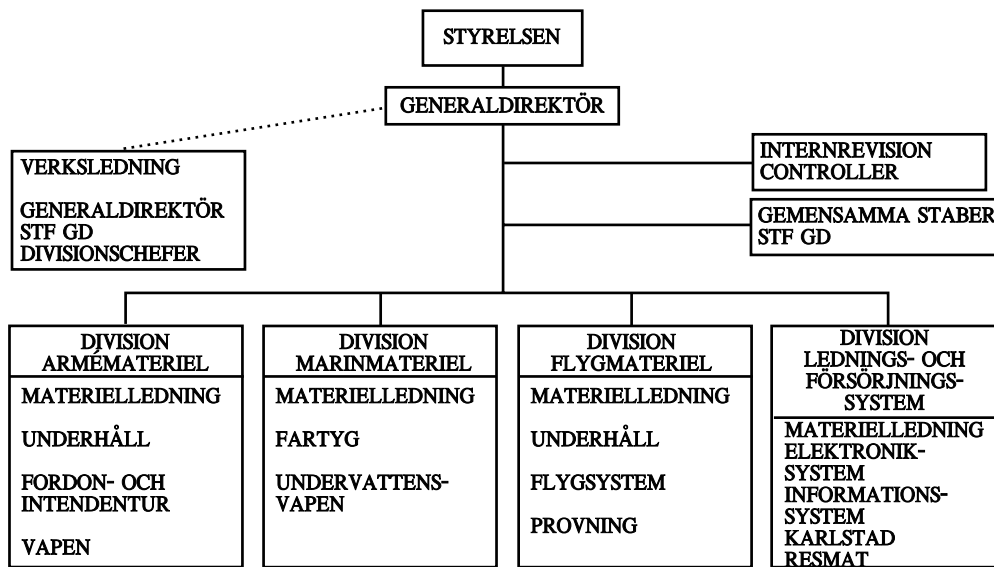 STYRELSEN
GENERALDIREKTÖR
VERKSLEDNING
GENERALDIREKTÖR
STF GD
DIVISIONSCHEFER
INTERNREVISION
CONTROLLER
GEMENSAMMA STABER
STF GD
DIVISION
ARMÉMATERIEL
MATERIELLEDNING
UNDERHÅLL
FORDON- OCH
INTENDENTUR
VAPEN
DIVISION
MARINMATERIEL
MATERIELLEDNING
FARTYG
UNDERVATTENS-
VAPEN
DIVISION
FLYGMATERIEL
MATERIELLEDNING
UNDERHÅLL
FLYGSYSTEM
PROVNING
DIVISION
LEDNINGS- OCH
FÖRSÖRJNINGS-
SYSTEM
MATERIELLEDNING
ELEKTRONIK-
SYSTEM
INFORMATIONS-
SYSTEM
KARLSTAD
RESMAT